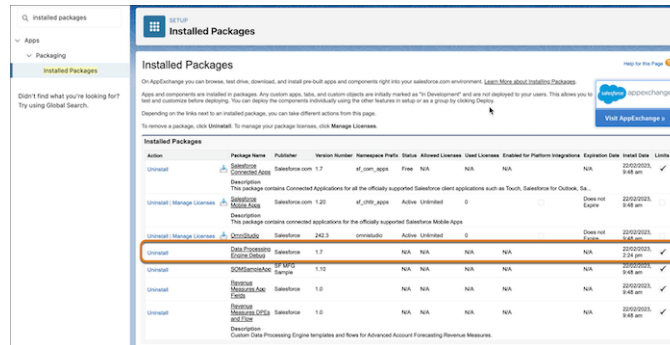 installed packages
Apps
Packaging
Installed Packages
Didn't find what you're looking for?
Try using Global Search.
SETUP
Installed Packages
Installed Packages
Help for this Page
On AppExchange you can browse, test drive, download, and install pre-built apps and components right into your salesforce.com environment. Learn More about Installing Packages.
Apps and components are installed in packages. Any custom apps, tabs, and custom objects are initially marked as "In Development" and are not deployed to your users. This allows you to
test and customize before deploying. You can deploy the components individually using the other features in setup or as a group by clicking Deploy.
Depending on the links next to an installed package, you can take different actions from this page.
To remove a package, click Uninstall. To manage your package licenses, click Manage Licenses.
salesforce appexchange
Visit AppExchange »
Installed Packages
Action Package Name Publisher Version Number Namespace Prefix Status Allowed Licenses Used Licenses Enabled for Platform Integrations Expiration Date Install Date Limits
Uninstall Salesforce Connected Apps Salesforce.com 1.7 sf_com_apps Free N/A N/A N/A N/A 22/02/2023, 9:48 am
Description
This package contains Connected Applications for all the officially supported Salesforce client applications such as Touch, Salesforce for Outlook, Sa...
Uninstall | Manage Licenses Salesforce Mobile Apps Salesforce.com 1.20 sf_chttr_apps Active Unlimited 0 Does not Expire 22/02/2023, 9:48 am
Description
This package contains connected applications for the officially supported Salesforce Mobile Apps
Uninstall | Manage Licenses OmniStudio Salesforce 242.3 omnistudio Active Unlimited 0 Does not Expire 22/02/2023, 9:48 am
Uninstall Data Processing Engine Debug Salesforce 1.7 N/A N/A N/A N/A N/A 22/02/2023, 2:24 pm
Uninstall SOMSampleApp SF MFG Sample 1.10 N/A N/A N/A N/A N/A 22/02/2023, 9:48 am
Uninstall Revenue Measures App Fields Salesforce 1.0 N/A N/A N/A N/A N/A 22/02/2023, 9:48 am
Uninstall Revenue Measures DPEs and Flow Salesforce 1.0 N/A N/A N/A N/A N/A 22/02/2023, 9:48 am
Description
Custom Data Processing Engine templates and flows for Advanced Account Forecasting Revenue Measures.